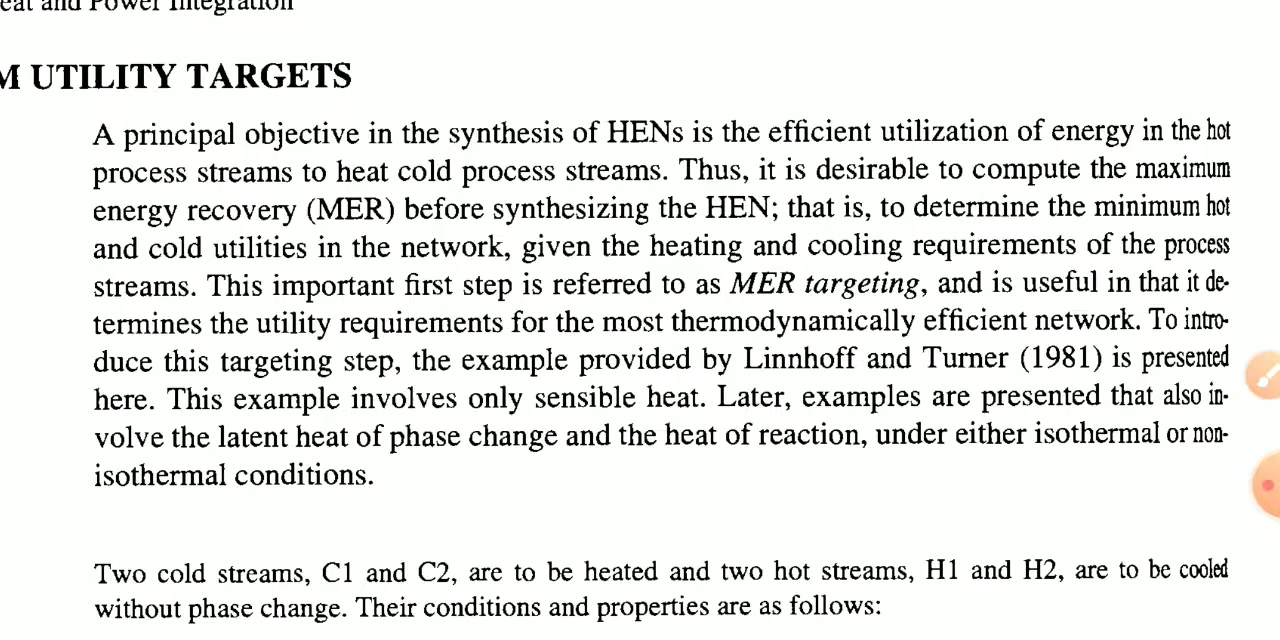 eat and Power Integration
M UTILITY TARGETS
A principal objective in the synthesis of HENs is the efficient utilization of energy in the hot
process streams to heat cold process streams. Thus, it is desirable to compute the maximum
energy recovery (MER) before synthesizing the HEN; that is, to determine the minimum hot
and cold utilities in the network, given the heating and cooling requirements of the process
streams. This important first step is referred to as MER targeting, and is useful in that it de-
termines the utility requirements for the most thermodynamically efficient network. To intro-
duce this targeting step, the example provided by Linnhoff and Turner (1981) is presented
here. This example involves only sensible heat. Later, examples are presented that also in-
volve the latent heat of phase change and the heat of reaction, under either isothermal or non-
isothermal conditions.
Two cold streams, C1 and C2, are to be heated and two hot streams, H1 and H2, are to be cooled
without phase change. Their conditions and properties are as follows: